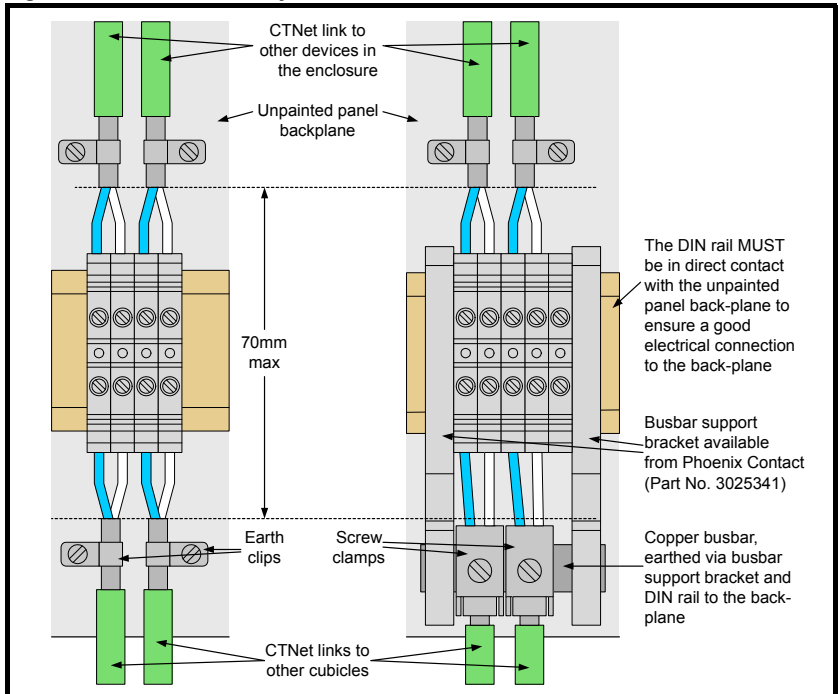 CTNet link to
other devices in
the enclosure
Unpainted panel
backplane
70mm
max
The DIN rail MUST
be in direct contact
with the unpainted
panel back-plane to
ensure a good
electrical connection
to the back-plane
Busbar support
bracket available
from Phoenix Contact
(Part No. 3025341)
Earth
clips
Screw
clamps
Copper busbar,
earthed via busbar
support bracket and
DIN rail to the back-
plane
CTNet links to
other cubicles